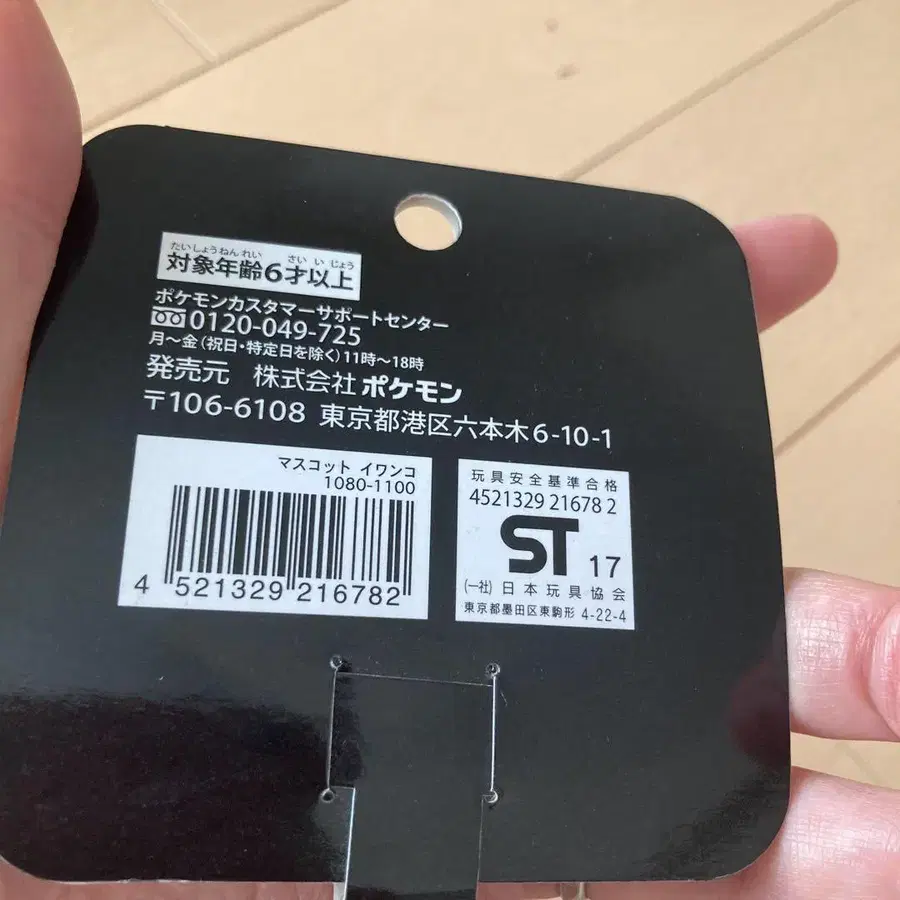 たいしょうねんれい さい い じょう
対象年齢6才以上
ポケモンカスタマーサポートセンター
0120-049-725
月〜金(祝日・特定日を除く)11時〜18時
発売元 株式会社ポケモン
〒106-6108 東京都港区六本木6-10-1
マスコット イワンコ
1080-1100
4 521329 216782
玩具安全基準合格
4521329 21678 2
ST 17
(一社)日本玩具協会
東京都墨田区東駒形 4-22-4